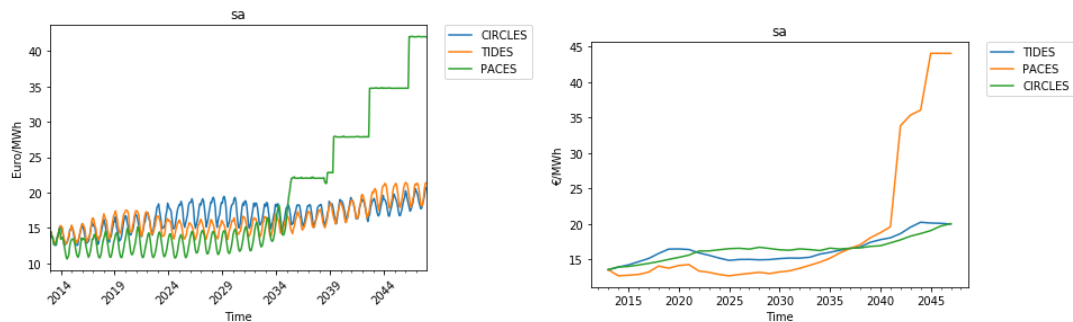 sa
CIRCLES
TIDES
PACES
Euro/MWh
40
35
30
25
20
15
10
2014
2019
2024
2029
2034
2039
2044
Time
sa
TIDES
PACES
CIRCLES
€/MWh
45
40
35
30
25
20
15
2015
2020
2025
2030
2035
2040
2045
Time